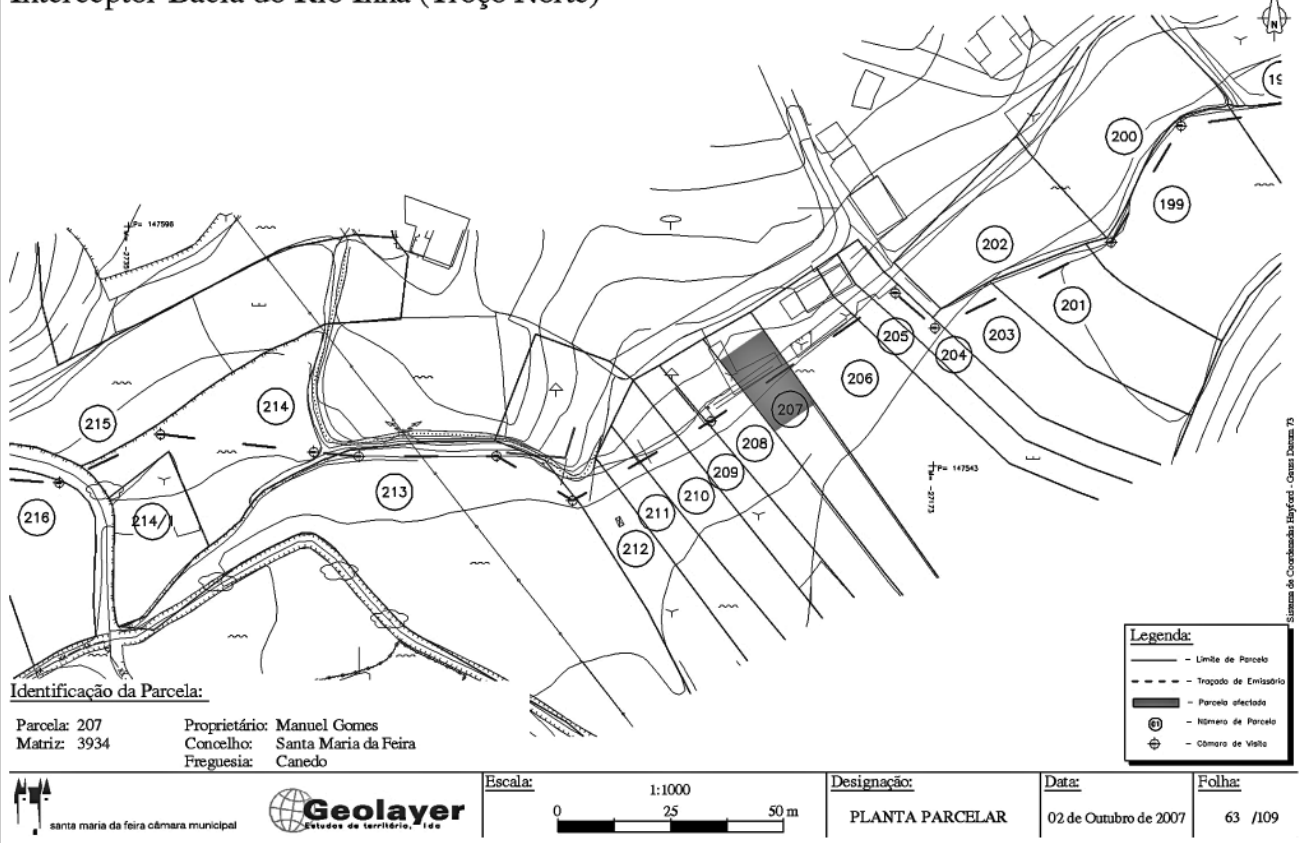 Interceptor Bacia do Rio Inha (Troço Norte)
N
19
200
199
P= 147598
202
201
203
205
204
215
214
206
207
208
P= 147543
-27173
209
213
210
216
214/1
211
212
Sistema de Coordenadas Hayford - Gauss Datum 73
Legenda:
- Limite de Parcela
- Traçado de Emissário
- Parcela afectada
- Número de Parcela
- Câmara de Visita
Identificação da Parcela:
Parcela: 207
Proprietário: Manuel Gomes
Matriz: 3934
Concelho: Santa Maria da Feira
Freguesia: Canedo
santa maria da feira câmara municipal
Geolayer
Estudos de território, lda
Escala:
1:1000
0 25 50 m
Designação:
PLANTA PARCELAR
Data:
02 de Outubro de 2007
Folha:
63 /109